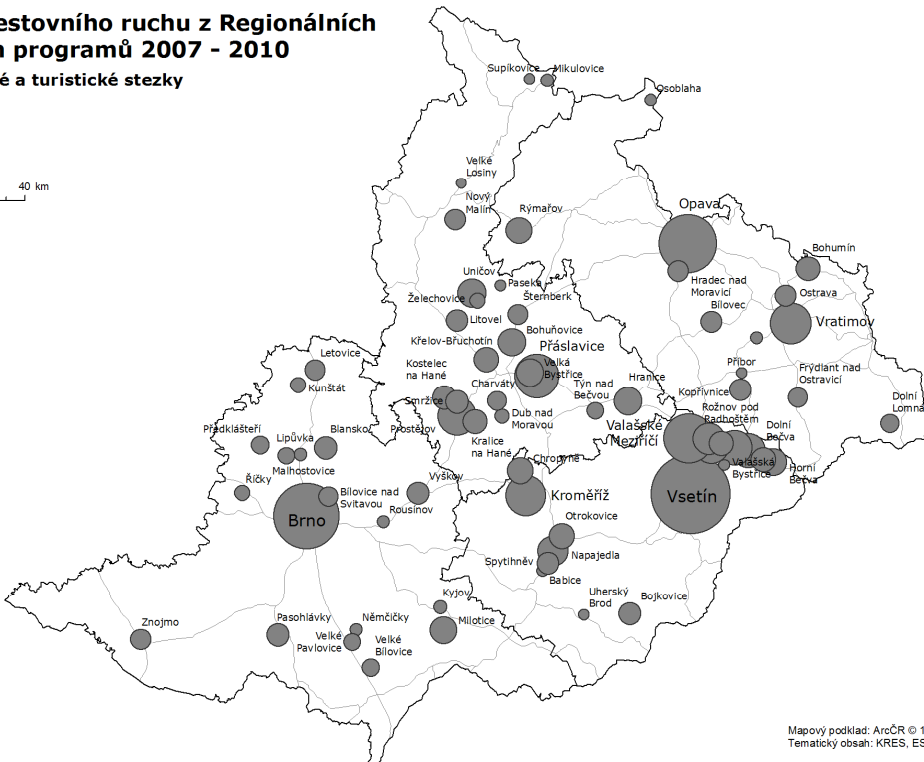 estovního ruchu z Regionálních
h programů 2007 - 2010
é a turistické stezky
40 km
Supíkovice
Mikulovice
Osoblaha
Velké
Losiny
Nový
Malín
Rýmařov
Opava
Bohumín
Uničov
Paseka
Hradec nad
Moravicí
Želechovice
Šternberk
Ostrava
Bílovec
Litovel
Bohuňovice
Vratimov
Křelov-Břuchotín
Přáslavice
Letovice
Kostelec
na Hané
Velká
Bystřice
Příbor
Frýdlant nad
Ostravicí
Kunštát
Charváty
Týn nad
Bečvou
Hranice
Kopřivnice
Dolní
Lomná
Smržice
Rožnov pod
Radhoštěm
Dub nad
Moravou
Předklášteří
Lipůvka
Blansko
Prostějov
Valašské
Meziříčí
Dolní
Bečva
Kralice
na Hané
Malhostovice
Chropyně
Valašská
Bystřice
Horní
Bečva
Říčky
Vyškov
Bílovice nad
Svitavou
Kroměříž
Vsetín
Rousínov
Brno
Otrokovice
Spytihněv
Napajedla
Babice
Kyjov
Uherský
Brod
Bojkovice
Znojmo
Pasohlávky
Němčičky
Milotice
Velké
Pavlovice
Velké
Bílovice
Mapový podklad: ArcČR © 1
Tematický obsah: KRES, ES